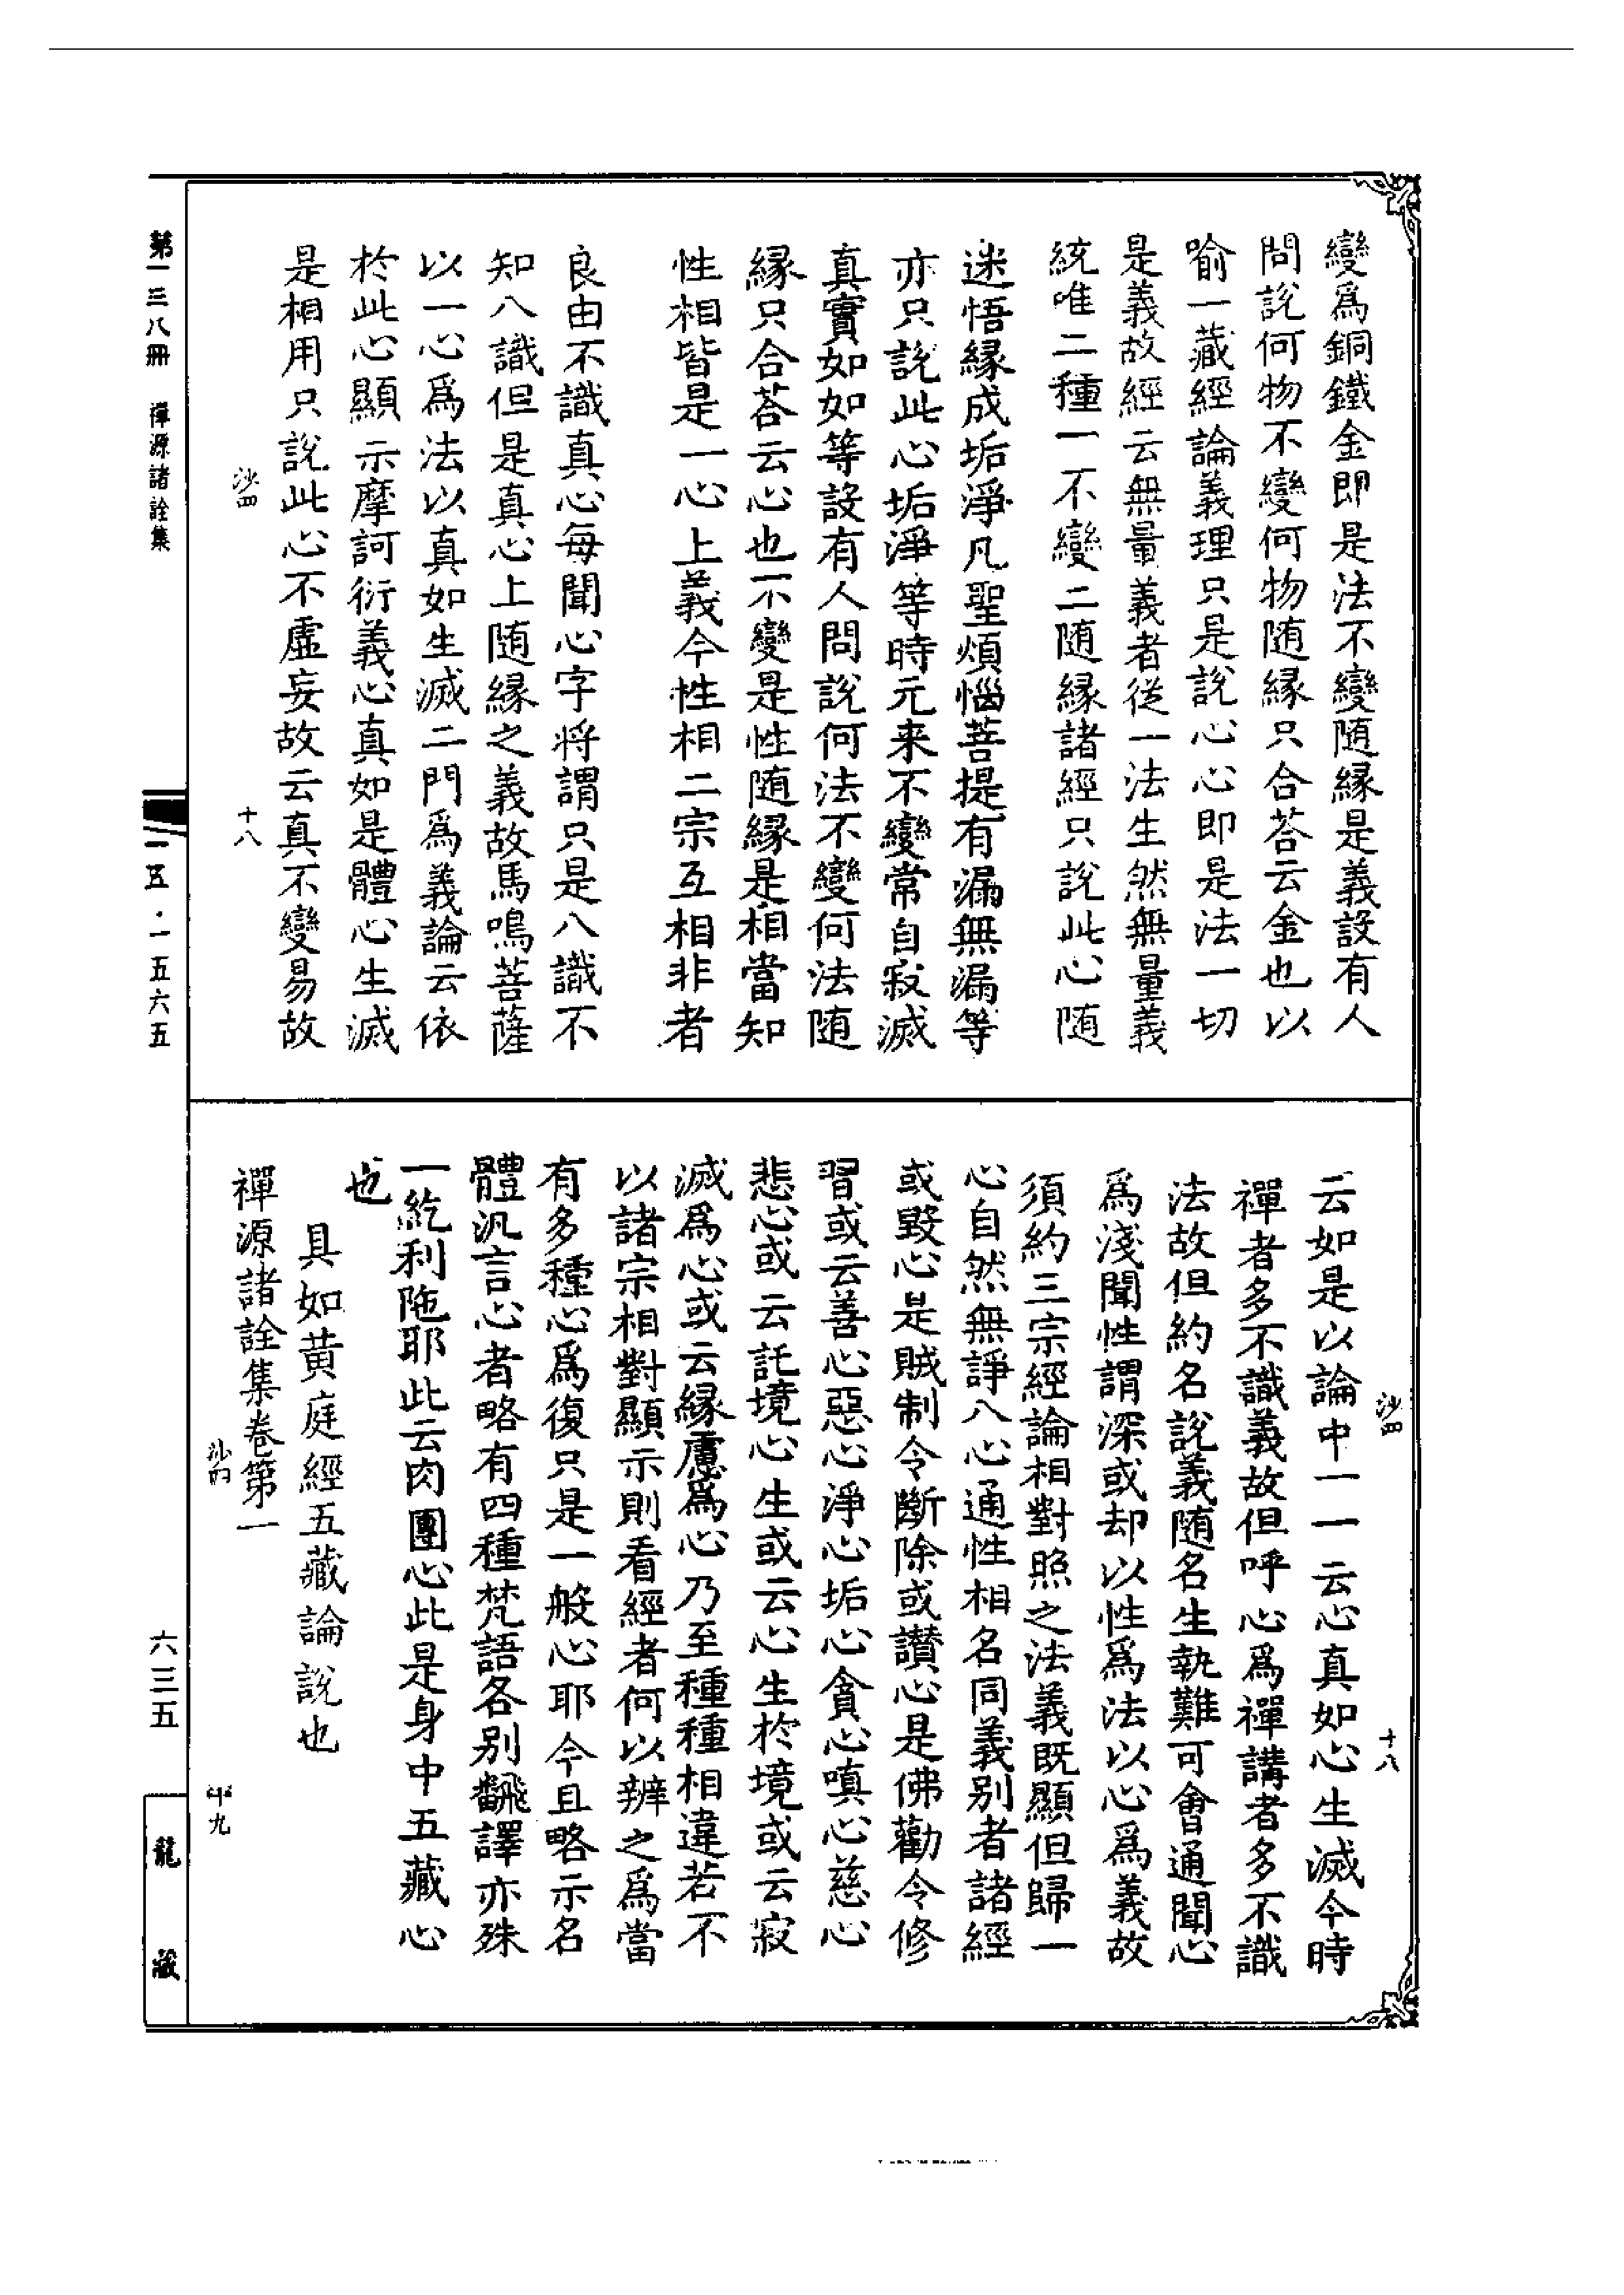 變爲銅鐵金即是法不變隨緣是義設有人
問說何物不變何物隨緣只合荅云金也以
喻一藏經論義理只是說心心即是法一切
是義故經云無量義者從一法生然無量義
統唯二種一不變二隨緣諸經只說此心隨
迷悟緣成垢淨凡聖煩惱菩提有漏無漏等
亦只說此心垢淨等時元来不變常自寂滅
真實如如等設有人問說何法不變何法隨
緣只合荅云心也不變是性隨緣是相當知
性相皆是一心上義今性相二宗互相非者
良由不識真心每聞心字將謂只是八識不
知八識但是真心上隨緣之義故馬鳴菩薩
以一心爲法以真如生滅二門爲義論云依
於此心顯示摩訶衍義心真如是體心生滅
是相用只說此心不虛妄故云真不變易故
沙四 十八
第一三八冊 禪源諸詮集
一五·一五六五
沙四 十八
云如是以論中一一云心真如心生滅今時
禪者多不識義故但呼心爲禪講者多不識
法故但約名說義隨名生執難可會通聞心
爲淺聞性謂深或却以性爲法以心爲義故
須約三宗經論相對照之法義既顯但歸一
心自然無諍八心通性相名同義别者諸經
或毀心是賊制令斷除或讚心是佛勸令修
習或云善心惡心淨心垢心貪心嗔心慈心
悲心或云託境心生或云心生於境或云寂
滅爲心或云緣慮爲心乃至種種相違若不
以諸宗相對顯示則看經者何以辨之爲當
有多種心爲復只是一般心耶今且略示名
體汎言心者略有四種梵語各别飜譯亦殊
一紇利陁耶此云肉團心此是身中五藏心
也
具如黃庭經五藏論說也
禪源諸詮集卷第一
沙四 九
六三五
龍藏